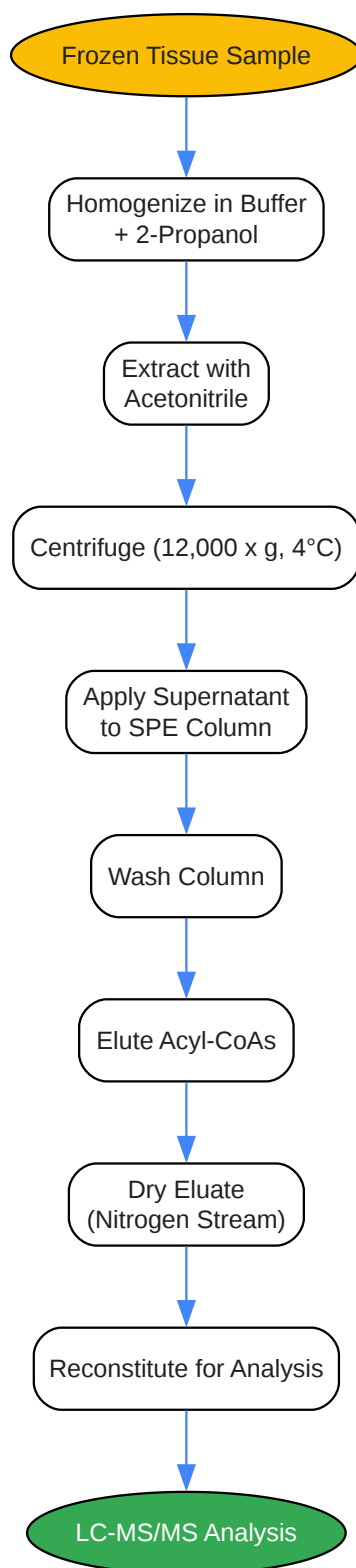 Frozen Tissue Sample
Homogenize in Buffer
+ 2-Propanol
Extract with
Acetonitrile
Centrifuge (12,000 x g, 4°C)
Apply Supernatant
to SPE Column
Wash Column
Elute Acyl-CoAs
Dry Eluate
(Nitrogen Stream)
Reconstitute for Analysis
LC-MS/MS Analysis